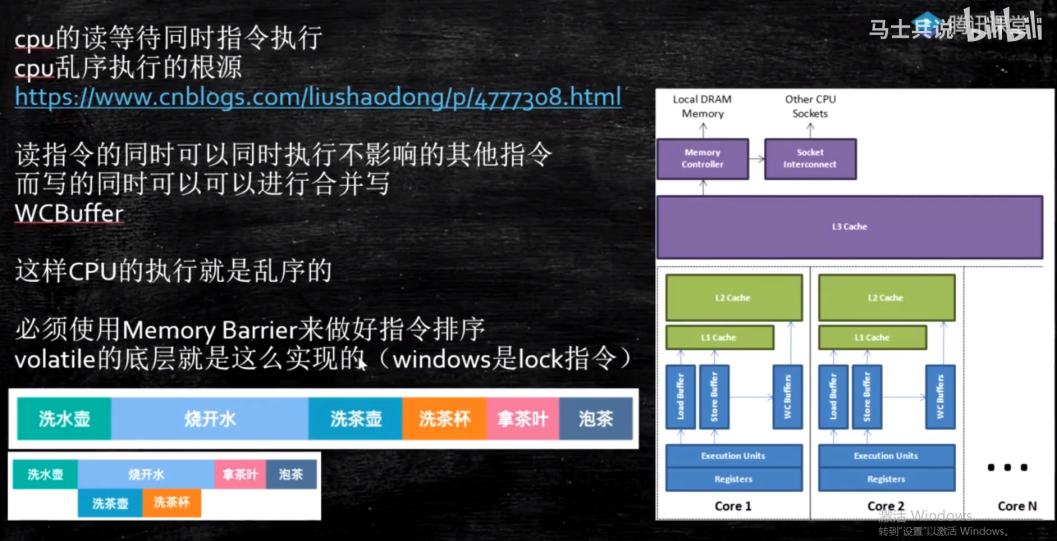 cpu的读等待同时指令执行
cpu乱序执行的根源
https://www.cnblogs.com/liushaodong/p/4777308.html
读指令的同时可以同时执行不影响的其他指令
而写的同时可以可以进行合并写
WCBuffer
这样CPU的执行就是乱序的
必须使用Memory Barrier来做好指令排序
volatile的底层就是这么实现的（windows是lock指令）
洗水壶 烧开水 洗茶壶 洗茶杯 拿茶叶 泡茶
洗水壶 烧开水 拿茶叶 泡茶
洗茶壶 洗茶杯
马士兵说 bilibili
腾讯课堂
Local DRAM Memory
Other CPU Sockets
Memory Controller
Socket Interconnect
L3 Cache
L2 Cache
L1 Cache
Load Buffer
Store Buffer
WC Buffers
Execution Units
Registers
Core 1
L2 Cache
L1 Cache
Load Buffer
Store Buffer
WC Buffers
Execution Units
Registers
Core 2
Core N
激活 Windows
转到"设置"以激活 Windows。